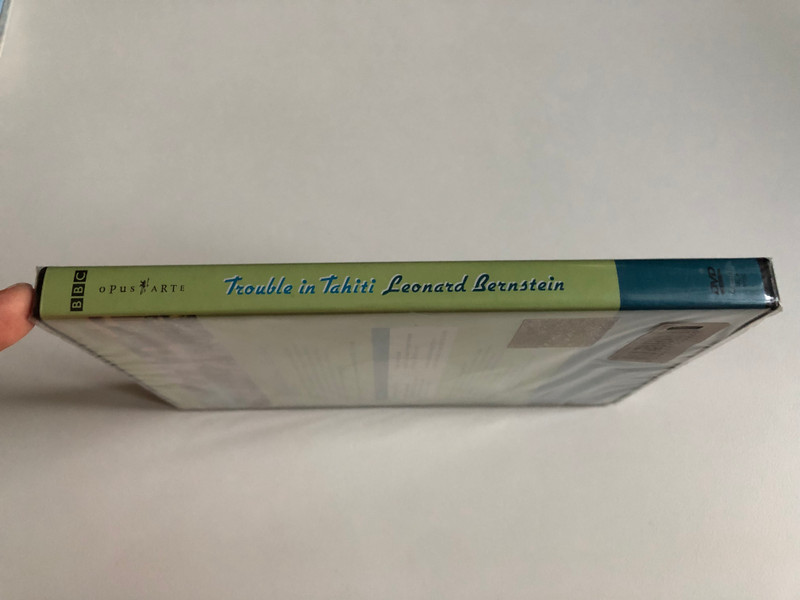 BBC OPUS ARTE Trouble in Tahiti Leonard Bernstein DVD